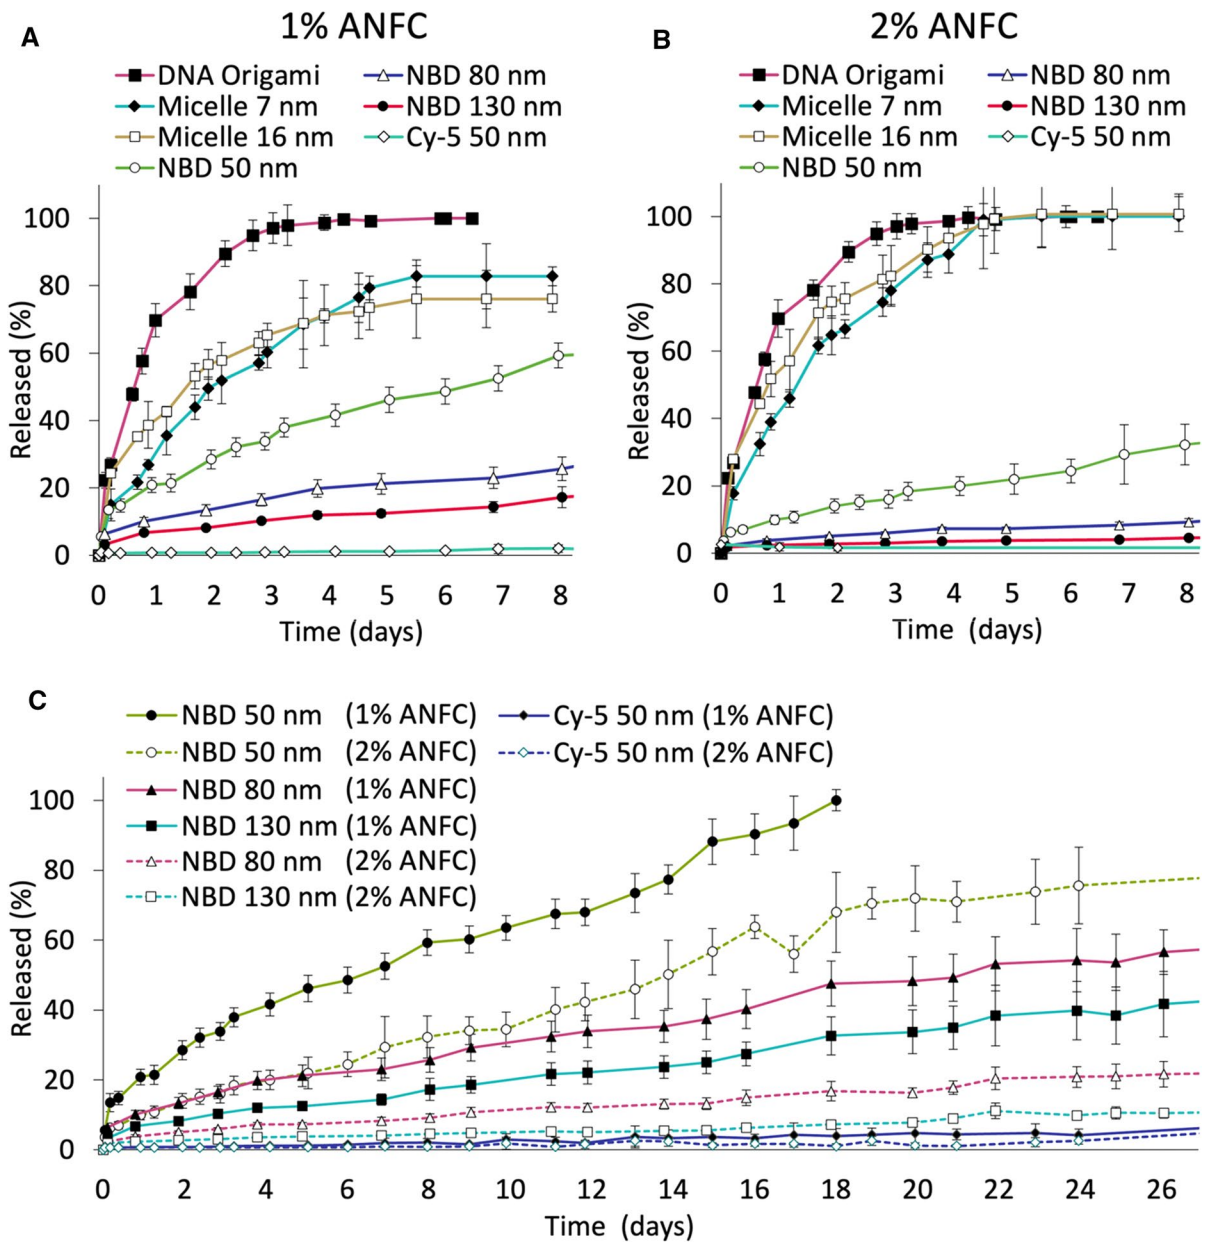 A
1% ANFC
DNA Origami NBD 80 nm
Micelle 7 nm NBD 130 nm
Micelle 16 nm Cy-5 50 nm
NBD 50 nm
100
80
60
40
20
0
Released (%)
0 1 2 3 4 5 6 7 8
Time (days)
B
2% ANFC
DNA Origami NBD 80 nm
Micelle 7 nm NBD 130 nm
Micelle 16 nm Cy-5 50 nm
NBD 50 nm
100
80
60
40
20
0
Released (%)
0 1 2 3 4 5 6 7 8
Time (days)
C
NBD 50 nm (1% ANFC) Cy-5 50 nm (1% ANFC)
NBD 50 nm (2% ANFC) Cy-5 50 nm (2% ANFC)
NBD 80 nm (1% ANFC)
NBD 130 nm (1% ANFC)
NBD 80 nm (2% ANFC)
NBD 130 nm (2% ANFC)
100
80
60
40
20
0
Released (%)
0 2 4 6 8 10 12 14 16 18 20 22 24 26
Time (days)